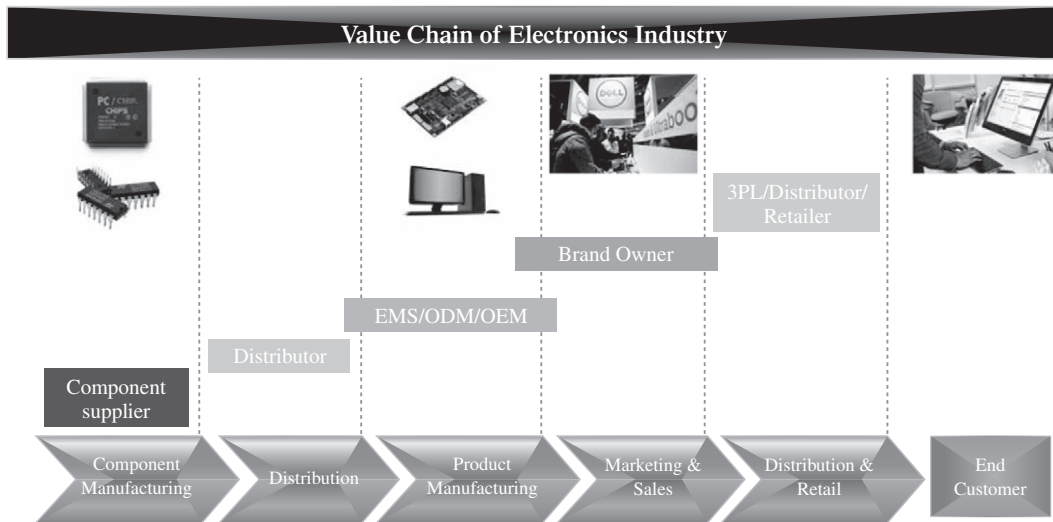 Value Chain of Electronics Industry
PC/CHIP
CHIPS
DELL
3PL/Distributor/
Retailer
Brand Owner
EMS/ODM/OEM
Distributor
Component
supplier
Component
Manufacturing
Distribution
Product
Manufacturing
Marketing &
Sales
Distribution &
Retail
End
Customer